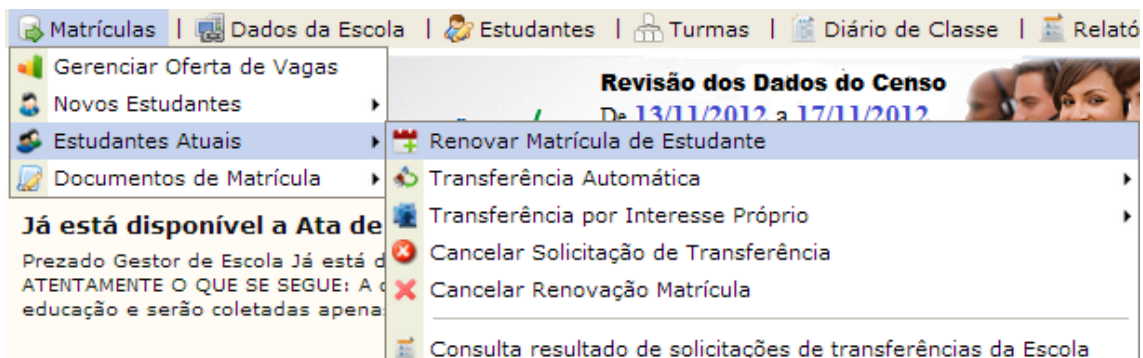 Matrículas | Dados da Escola | Estudantes | Turmas | Diário de Classe | Relató
Gerenciar Oferta de Vagas
Novos Estudantes
Estudantes Atuais
Documentos de Matrícula
Revisão dos Dados do Censo
De 13/11/2012 a 17/11/2012
Renovar Matrícula de Estudante
Transferência Automática
Transferência por Interesse Próprio
Cancelar Solicitação de Transferência
Cancelar Renovação Matrícula
Consulta resultado de solicitações de transferências da Escola
Já está disponível a Ata de
Prezado Gestor de Escola Já está d
ATENTAMENTE O QUE SE SEGUE: A
educação e serão coletadas apena